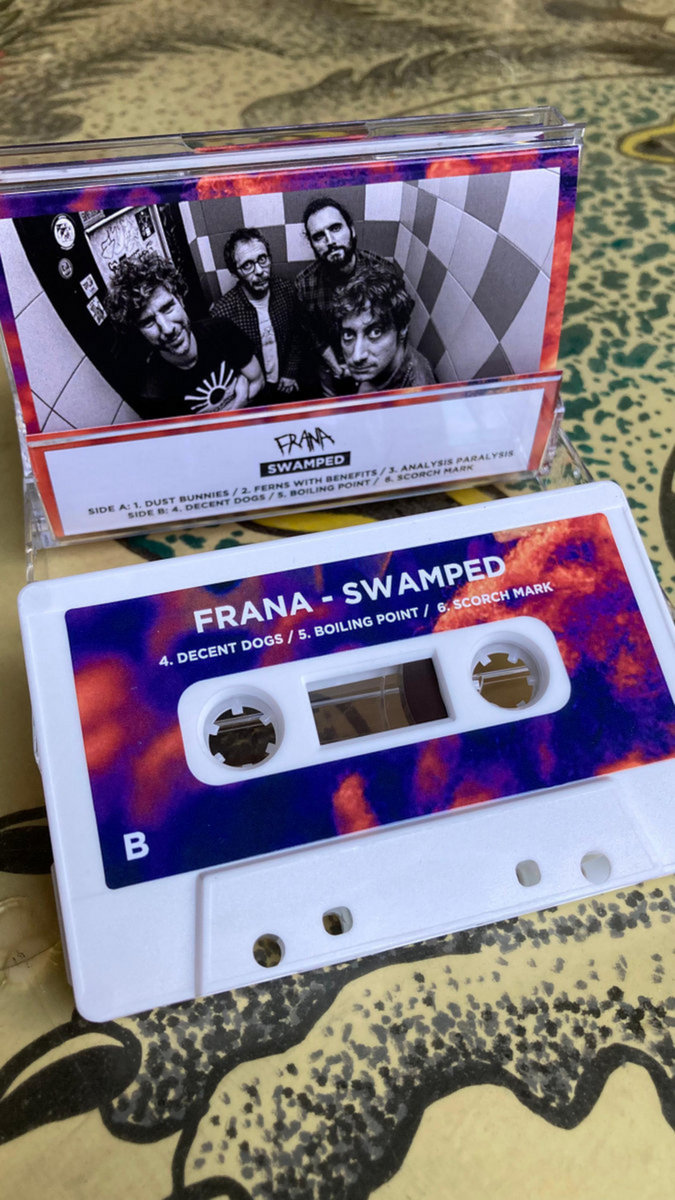 FRANA
SWAMPED
SIDE A: 1. DUST BUNNIES / 2. FERNS WITH BENEFITS / 3. ANALYSIS PARALYSIS
SIDE B: 4. DECENT DOGS / 5. BOILING POINT / 6. SCORCH MARK
FRANA - SWAMPED
4. DECENT DOGS / 5. BOILING POINT / 6. SCORCH MARK
B